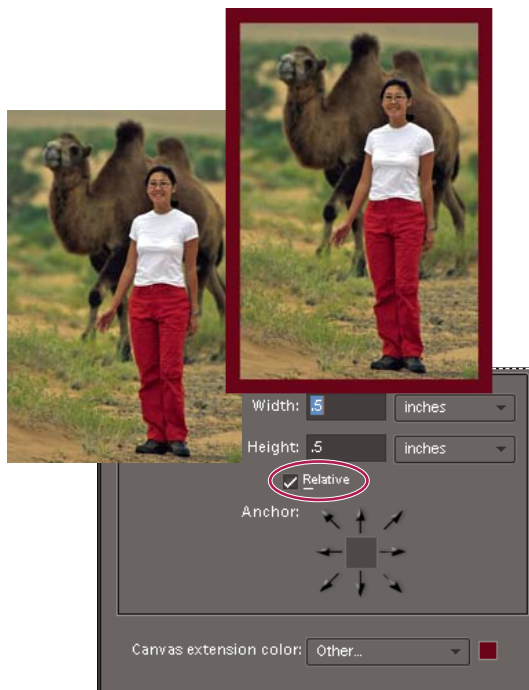 Width: .5 inches
Height: .5 inches
Relative
Anchor:
Canvas extension color: Other...